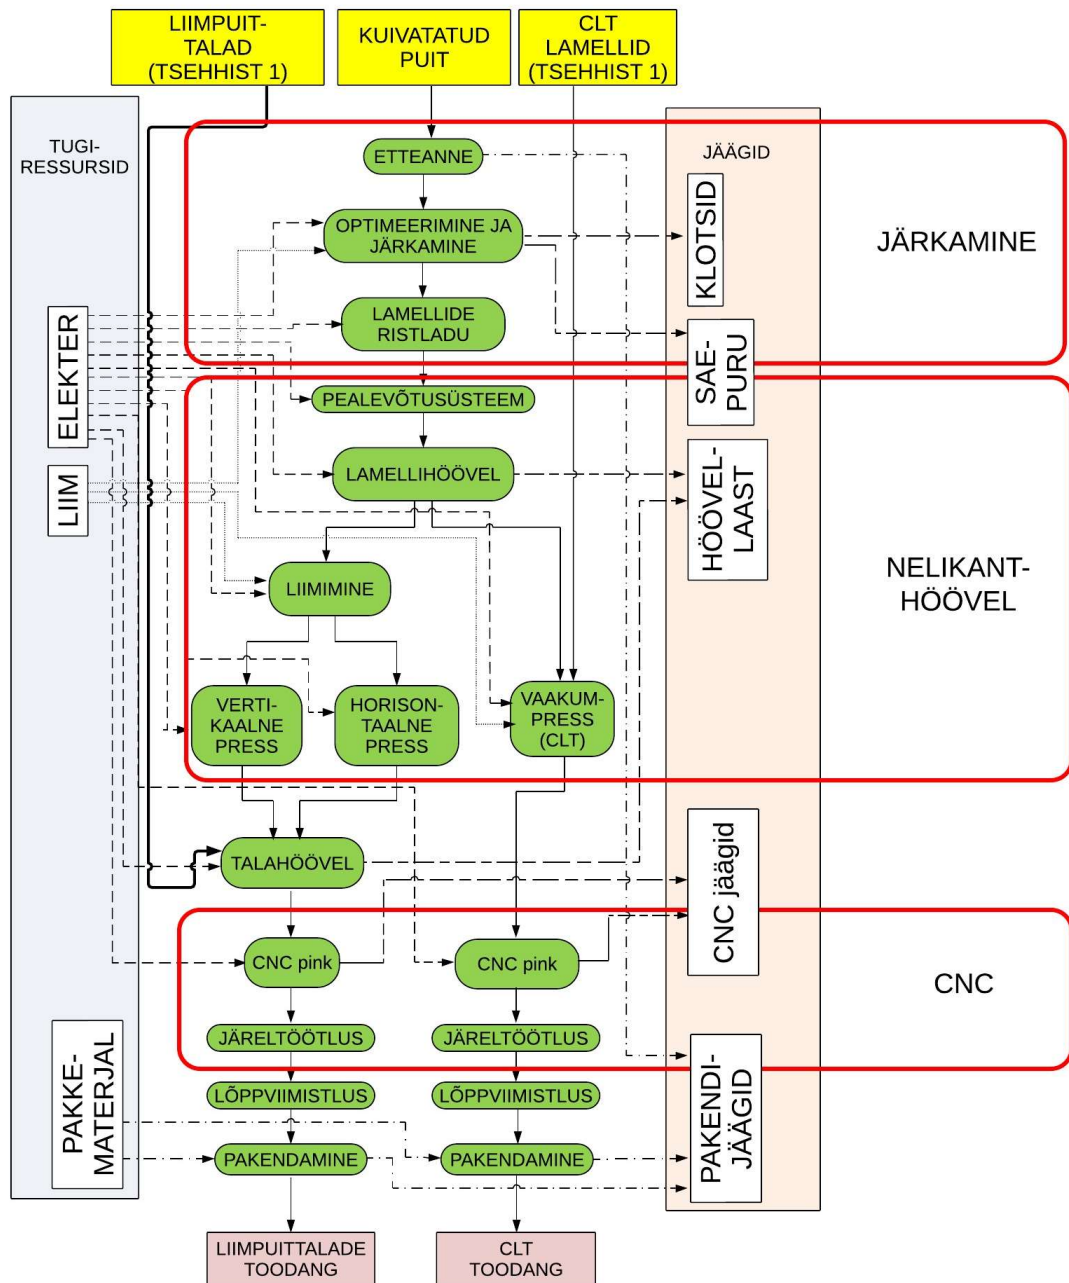 LIIMPUIT-
TALAD
(TSEHHIST 1)
KUIVATATUD
PUIT
CLT
LAMELLID
(TSEHHIST 1)
TUGI-
RESSURSID
JÄÄGID
ETTEANNE
KLOTSID
OPTIMEERIMINE JA
JÄRKAMINE
JÄRKAMINE
LAMELLIDE
RISTLADU
SAE-
PURU
ELEKTER
PEALEVÕTUSÜSTEEM
LAMELLIHÖÖVEL
HÖÖVEL-
LAAST
LIIM
LIIMIMINE
NELIKANT-
HÖÖVEL
VERTI-
KAALNE
PRESS
HORISON-
TAALNE
PRESS
VAAKUM-
PRESS
(CLT)
TALAHÖÖVEL
CNC jäägid
CNC pink
CNC pink
CNC
JÄRELTÖÖTLUS
JÄRELTÖÖTLUS
PAKKE-
MATERJAL
PAKENDI-
JÄÄGID
LÕPPVIIMISTLUS
LÕPPVIIMISTLUS
PAKENDAMINE
PAKENDAMINE
LIIMPUITTALADE
TOODANG
CLT
TOODANG